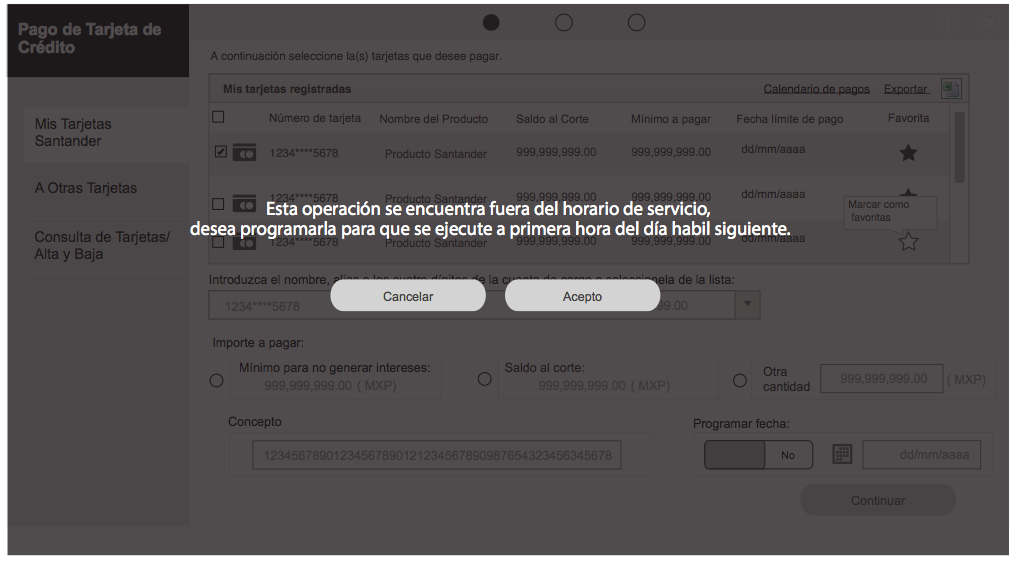 Pago de Tarjeta de
Crédito
A continuación seleccione la(s) tarjetas que desee pagar.
Mis tarjetas registradas
Calendario de pagos
Exportar
Mis Tarjetas
Santander
A Otras Tarjetas
Consulta de Tarjetas/
Alta y Baja
Número de tarjeta Nombre del Producto Saldo al Corte Mínimo a pagar Fecha límite de pago Favorita
1234****5678 Producto Santander 999,999,999.00 999,999,999.00 dd/mm/aaaa
1234****5678 Producto Santander 999,999,999.00 999,999,999.00 dd/mm/aaaa
Marcar como
favoritas
Esta operación se encuentra fuera del horario de servicio,
desea programarla para que se ejecute a primera hora del día habil siguiente.
1234****5678 Producto Santander 999,999,999.00 999,999,999.00
Introduzca el nombre, alias o los cuatro dígitos de la cuenta de cargo o seleccionela de la lista:
Cancelar
Acepto
1234****5678
Importe a pagar:
Mínimo para no generar intereses:
999,999,999.00 ( MXP)
Saldo al corte:
999,999,999.00 ( MXP)
Otra
cantidad
999,999,999.00 ( MXP)
Concepto
Programar fecha:
No
dd/mm/aaaa
Continuar